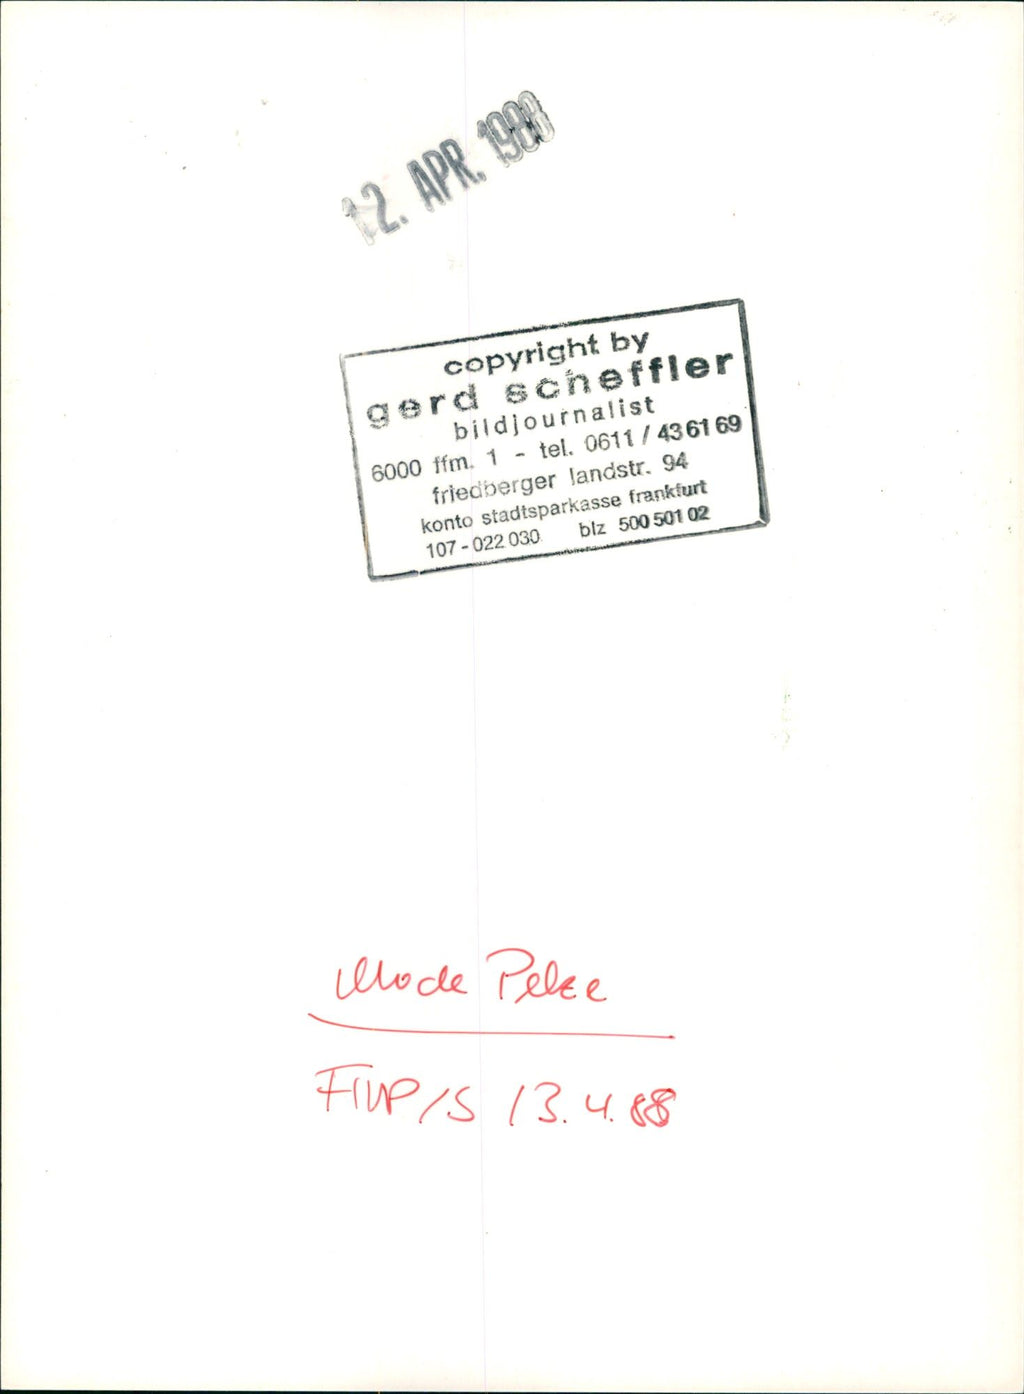 12. APR. 1988
copyright by
gerd scheffler
bildjournalist
6000 ffm. 1 - tel. 0611 / 43 61 69
friedberger landstr. 94
konto stadtsparkasse frankfurt
107 - 022 030 blz 500 501 02
Mode Pelze
FNP/S 13.4.88